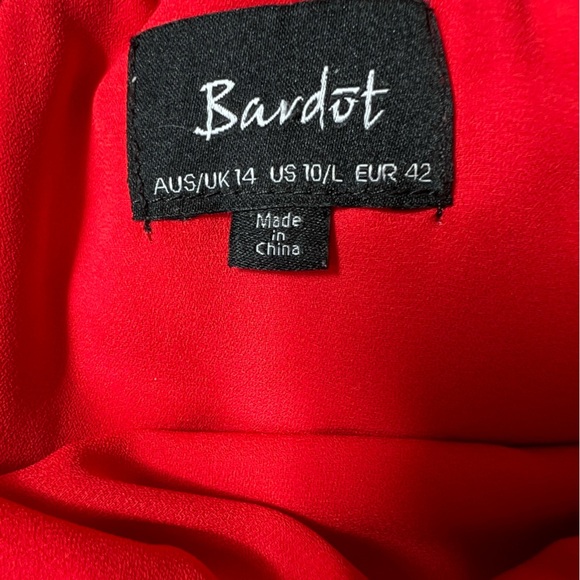 Bardōt
AUS/UK 14 US 10/L EUR 42
Made
in
China